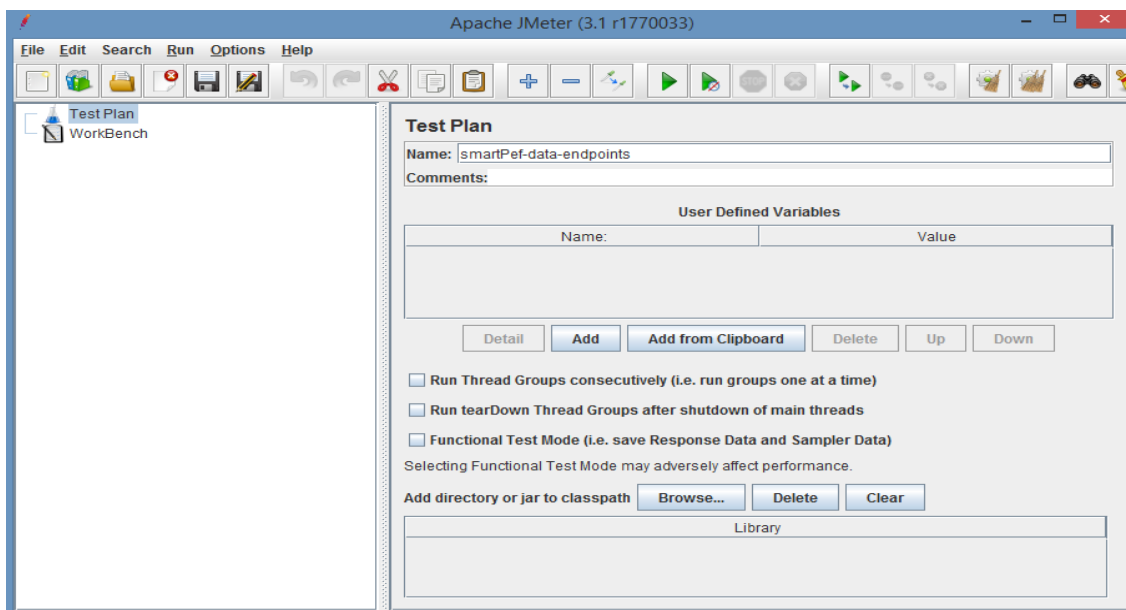 Apache JMeter (3.1 r1770033)
File Edit Search Run Options Help
Test Plan
WorkBench
Test Plan
Name: smartPef-data-endpoints
Comments:
User Defined Variables
Name: Value
Detail Add Add from Clipboard Delete Up Down
Run Thread Groups consecutively (i.e. run groups one at a time)
Run tearDown Thread Groups after shutdown of main threads
Functional Test Mode (i.e. save Response Data and Sampler Data)
Selecting Functional Test Mode may adversely affect performance.
Add directory or jar to classpath Browse... Delete Clear
Library